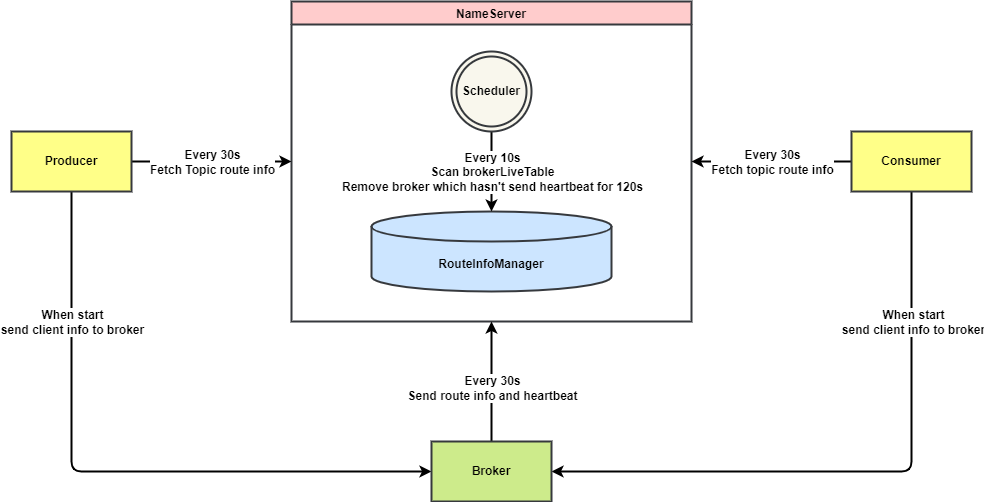 NameServer
Scheduler
Every 10s
Scan brokerLiveTable
Remove broker which hasn't send heartbeat for 120s
RouteInfoManager
Producer
Every 30s
Fetch Topic route info
Consumer
Every 30s
Fetch topic route info
When start
send client info to broker
When start
send client info to broker
Every 30s
Send route info and heartbeat
Broker